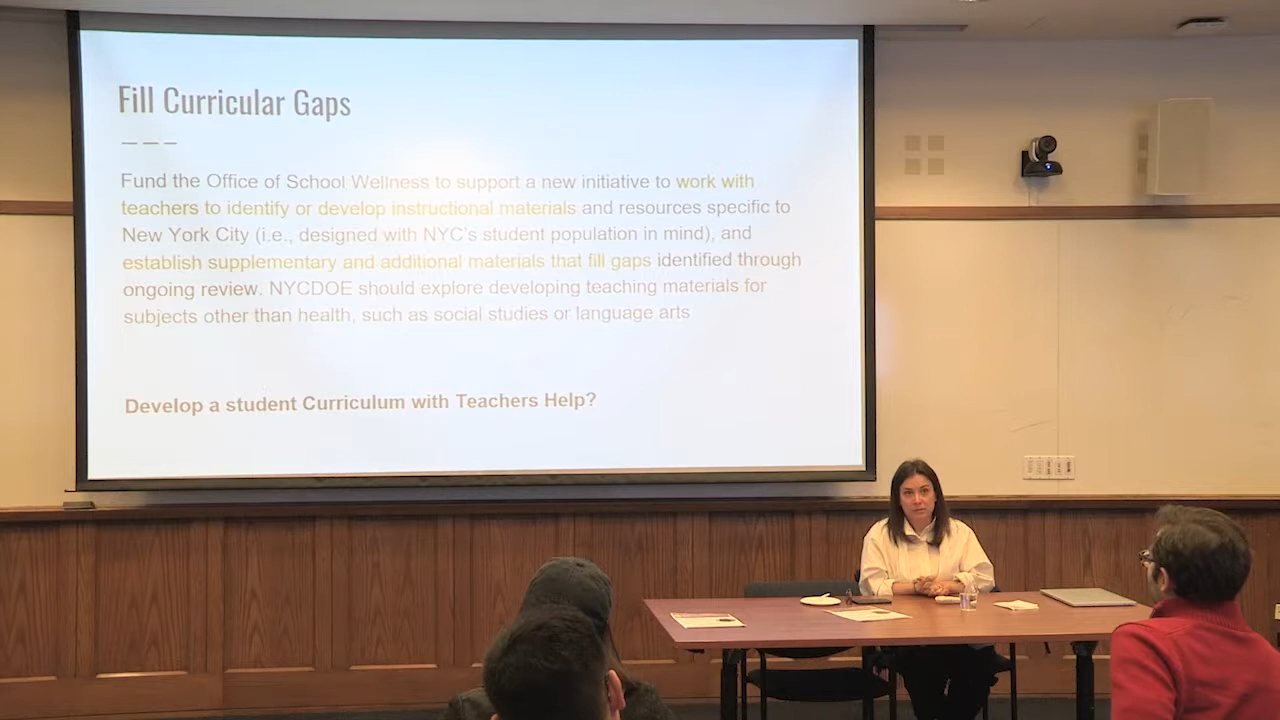 Fill Curricular Gaps
Fund the Office of School Wellness to support a new initiative to work with
teachers to identify or develop instructional materials and resources specific to
New York City (i.e., designed with NYC's student population in mind), and
establish supplementary and additional materials that fill gaps identified through
ongoing review. NYCDOE should explore developing teaching materials for
subjects other than health, such as social studies or language arts
Develop a student Curriculum with Teachers Help?